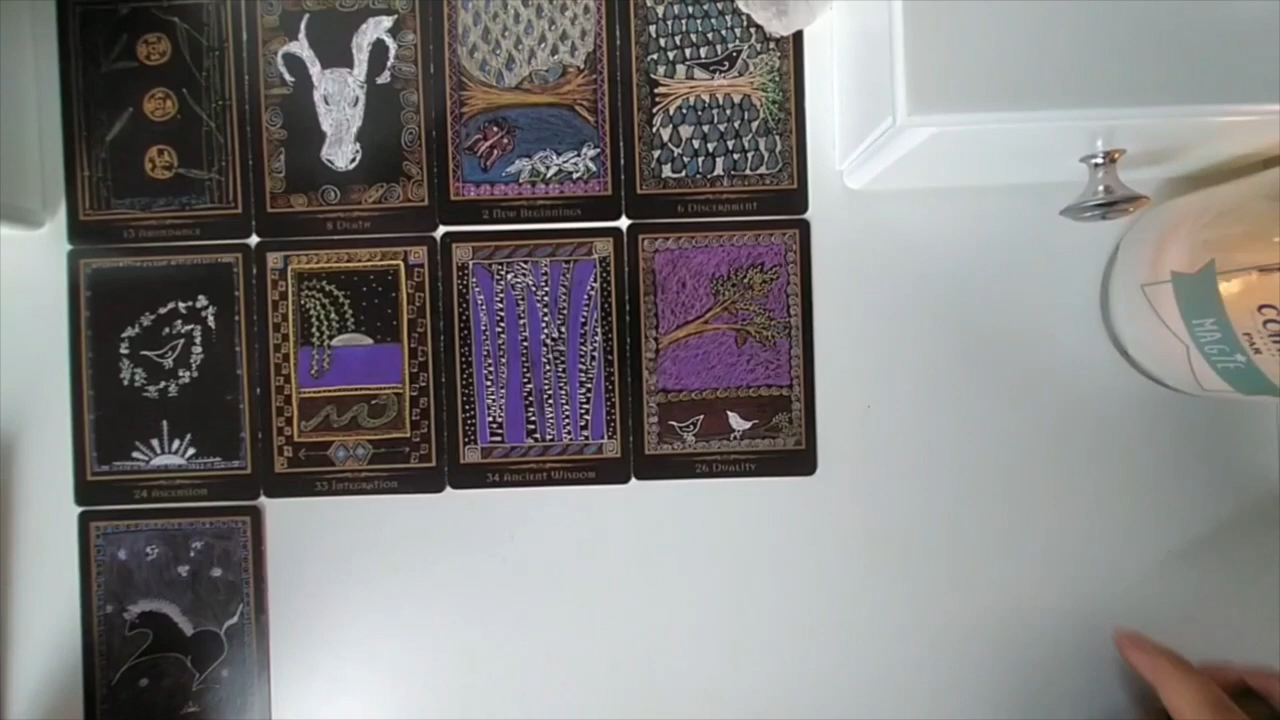 13 Abundance
8 Death
2 New Beginnings
6 Discernment
24 Ascension
33 Integration
34 Ancient Wisdom
26 Duality
MAGIE
PAR